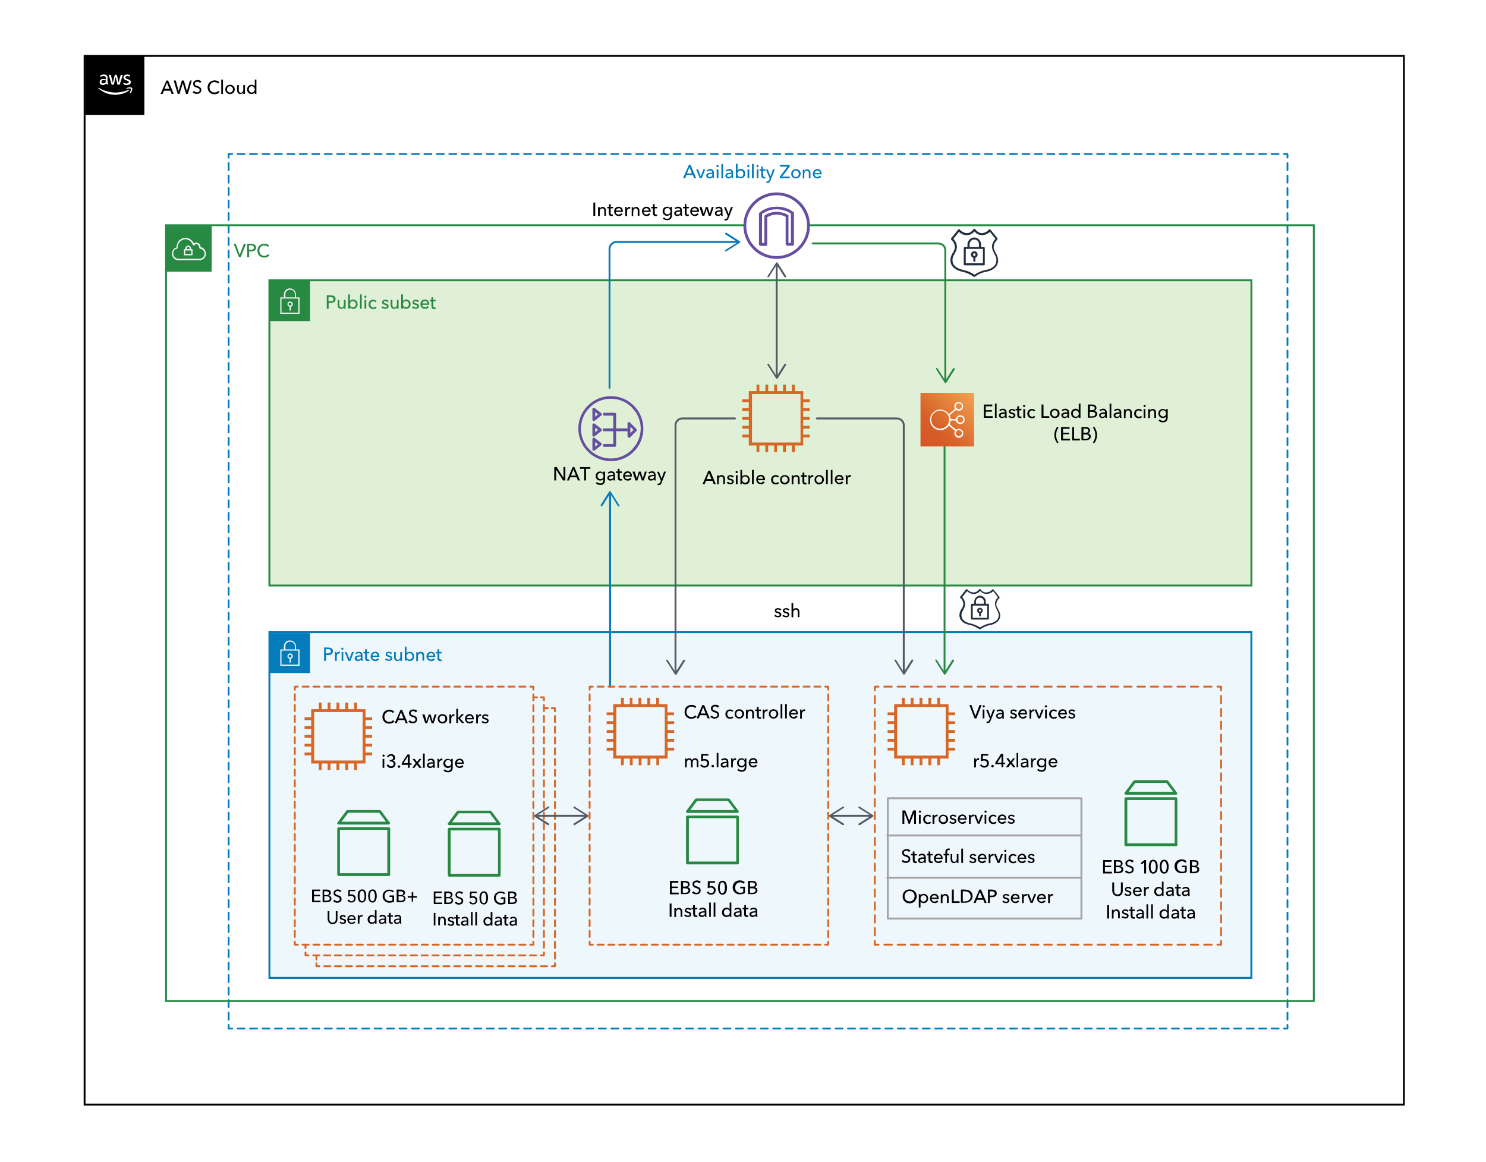 aws
AWS Cloud
Availability Zone
Internet gateway
VPC
Public subset
Elastic Load Balancing
(ELB)
NAT gateway
Ansible controller
ssh
Private subnet
CAS workers
i3.4xlarge
EBS 500 GB+
User data
EBS 50 GB
Install data
CAS controller
m5.large
EBS 50 GB
Install data
Viya services
r5.4xlarge
Microservices
Stateful services
OpenLDAP server
EBS 100 GB
User data
Install data